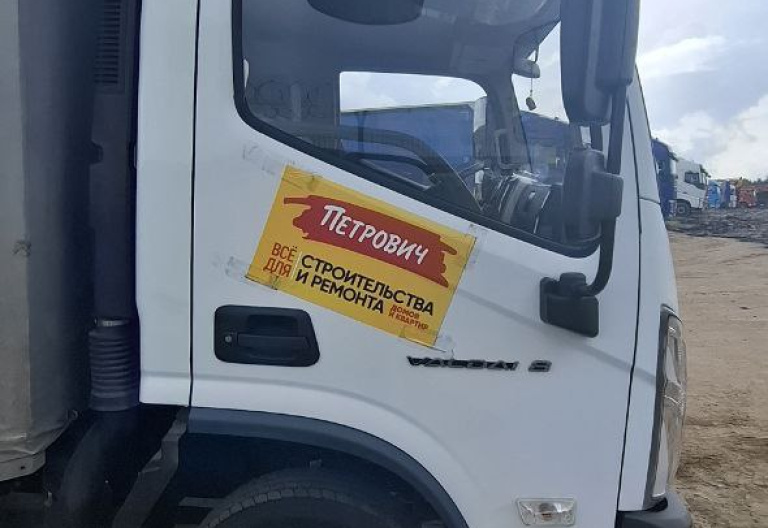 ПЕТРОВИЧ
ВСЁ ДЛЯ
СТРОИТЕЛЬСТВА
И РЕМОНТА
ДОМОВ
И КВАРТИР
VALDAI 8